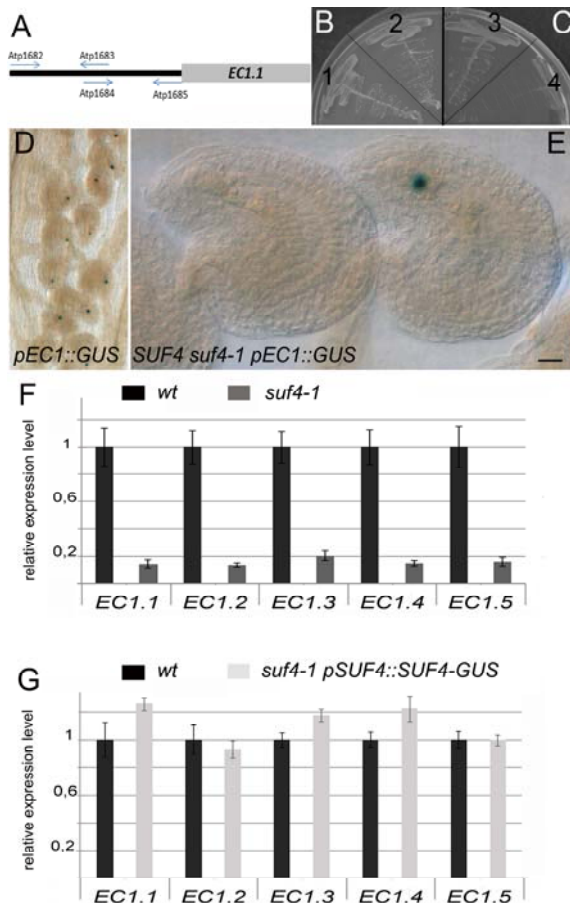 A
Atp1682
Atp1683
Atp1684
Atp1685
EC1.1
B
C
1
2
3
4
D
pEC1::GUS
E
SUF4 suf4-1 pEC1::GUS
F
wt suf4-1
relative expression level
1
0,6
0,2
EC1.1 EC1.2 EC1.3 EC1.4 EC1.5
G
wt suf4-1 pSUF4::SUF4-GUS
relative expression level
1
0,6
0,2
EC1.1 EC1.2 EC1.3 EC1.4 EC1.5